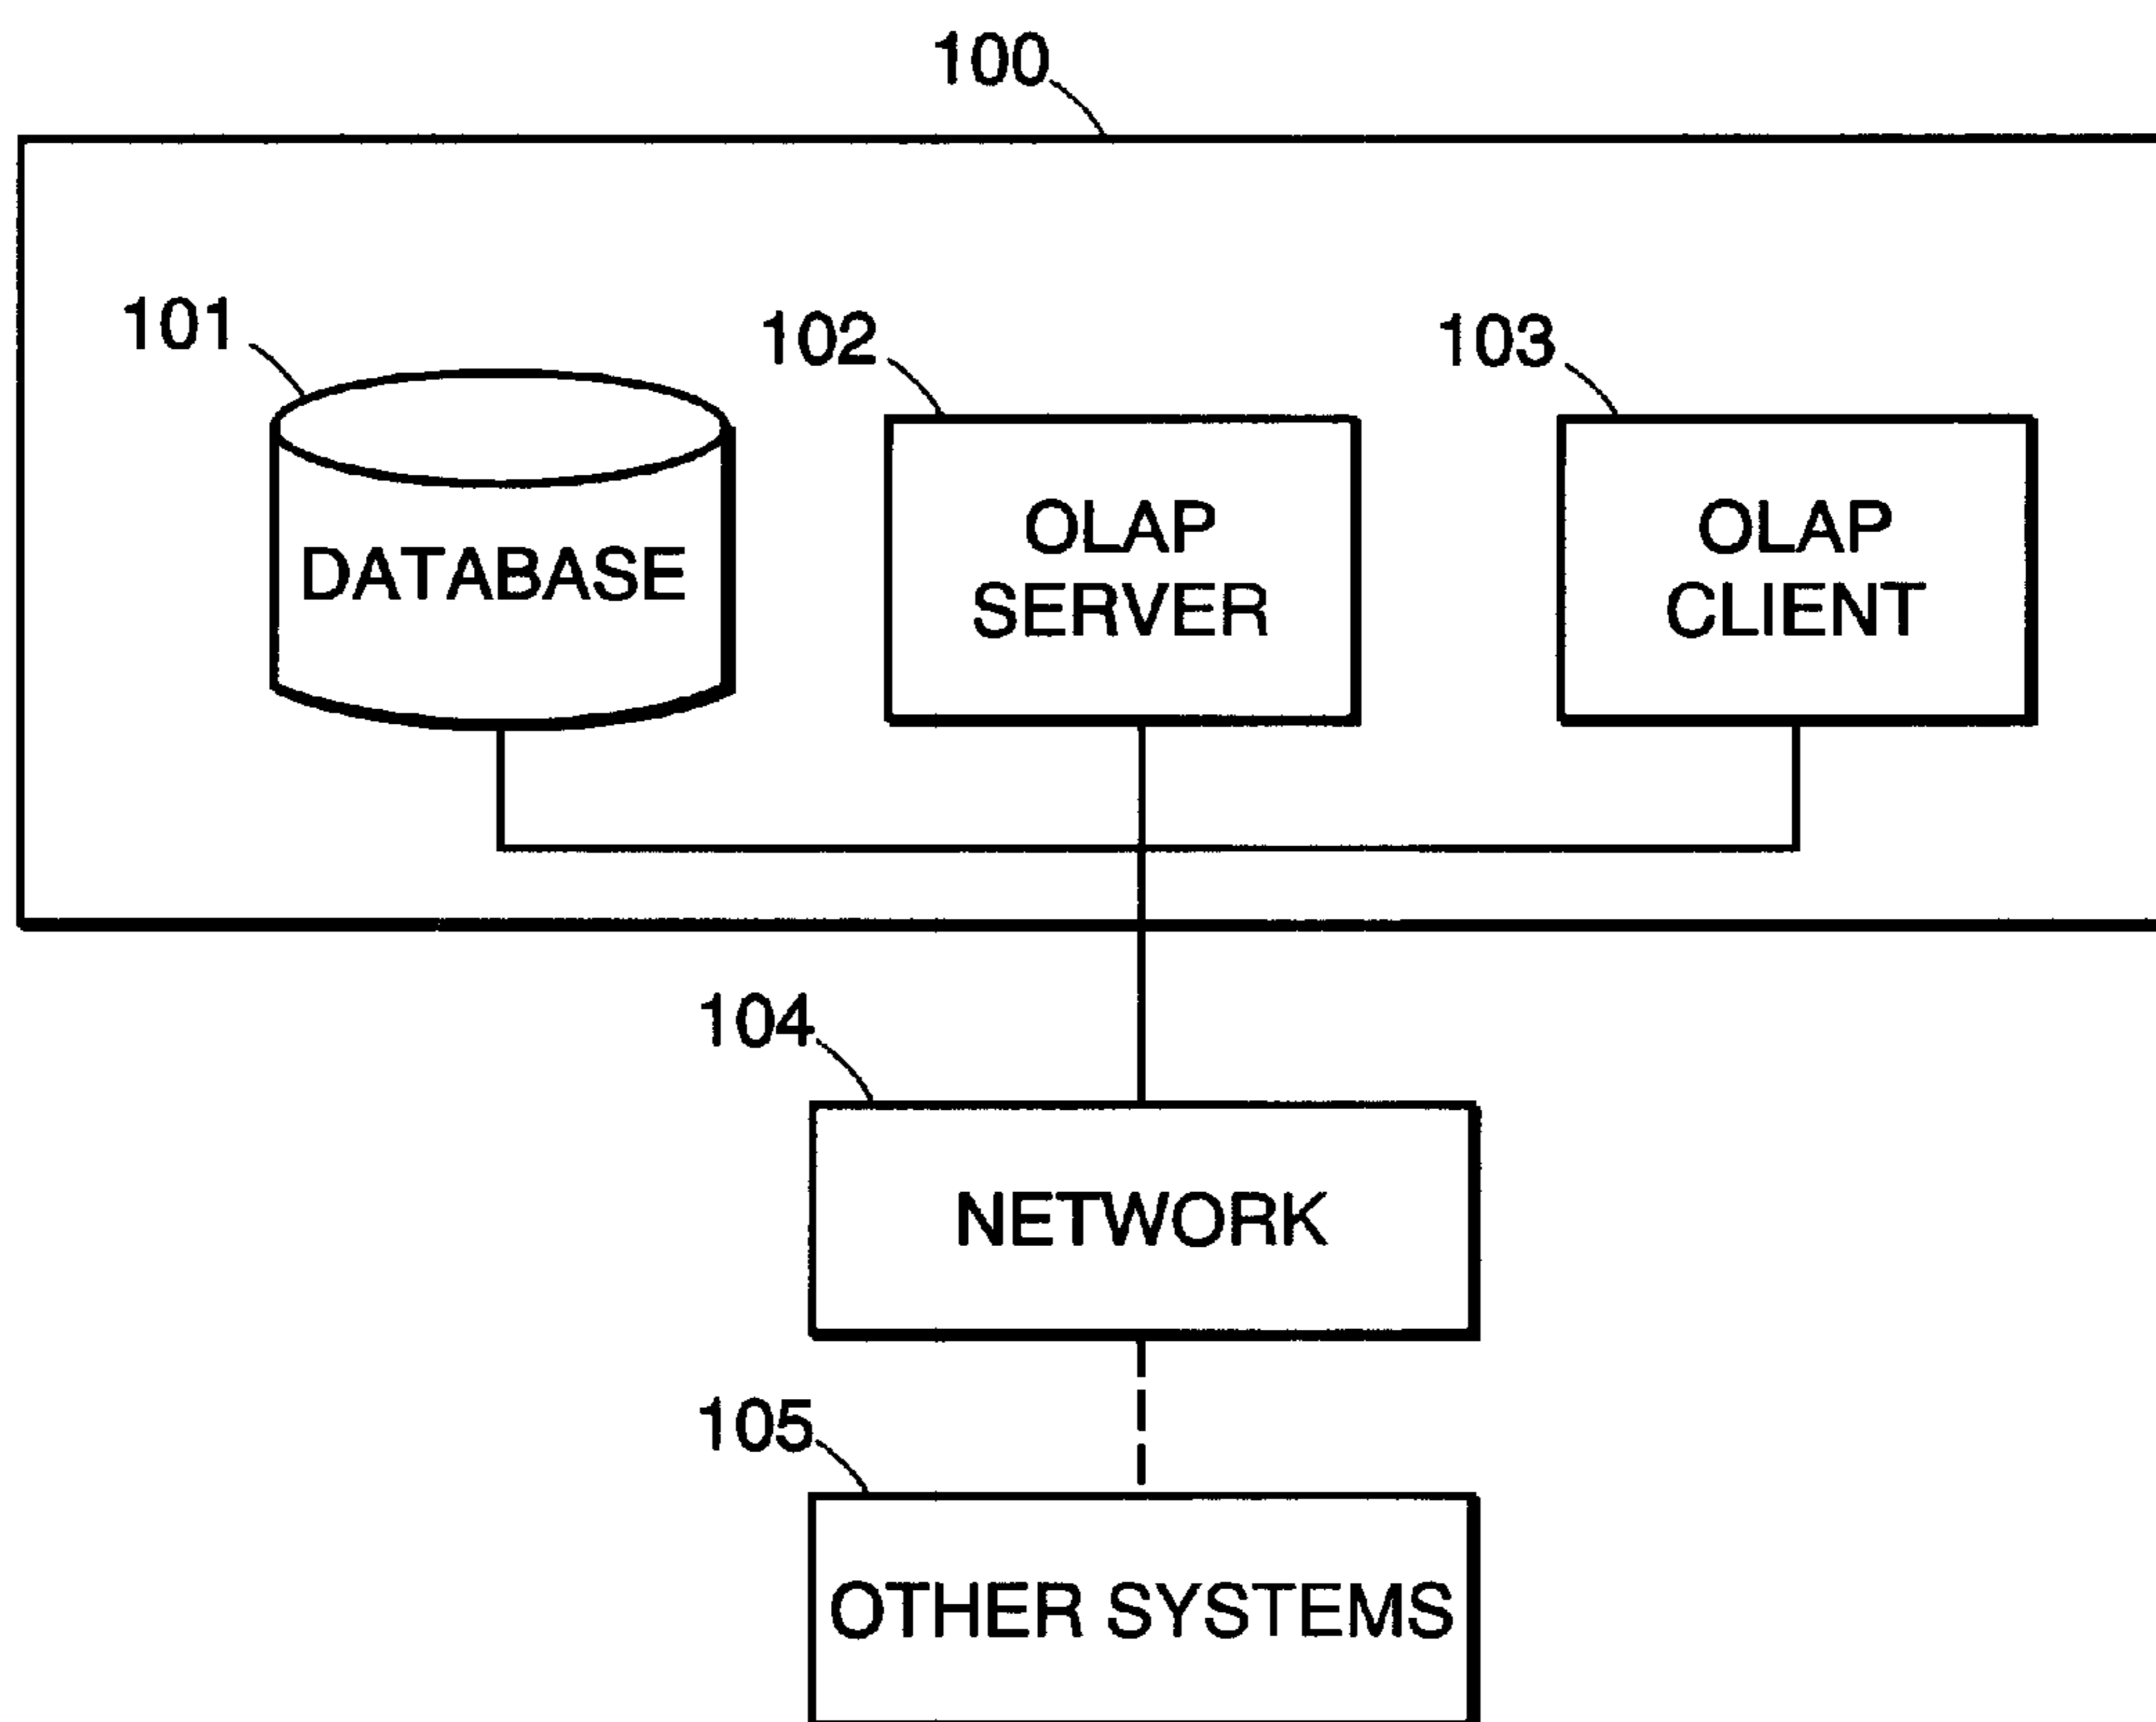 100
101
102
103
DATABASE
OLAP
SERVER
OLAP
CLIENT
104
NETWORK
105
OTHER SYSTEMS